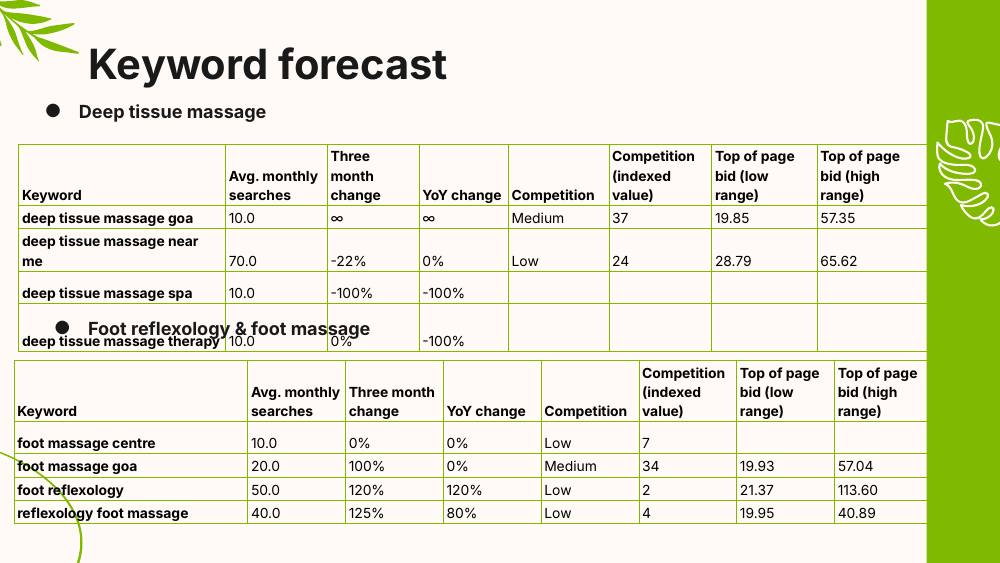 Keyword forecast
● Deep tissue massage
Keyword | Avg. monthly searches | Three month change | YoY change | Competition | Competition (indexed value) | Top of page bid (low range) | Top of page bid (high range)
deep tissue massage goa | 10.0 | ∞ | ∞ | Medium | 37 | 19.85 | 57.35
deep tissue massage near me | 70.0 | -22% | 0% | Low | 24 | 28.79 | 65.62
deep tissue massage spa | 10.0 | -100% | -100%
● Foot reflexology & foot massage
deep tissue massage therapy | 10.0 | 0% | -100%
Keyword | Avg. monthly searches | Three month change | YoY change | Competition | Competition (indexed value) | Top of page bid (low range) | Top of page bid (high range)
foot massage centre | 10.0 | 0% | 0% | Low | 7
foot massage goa | 20.0 | 100% | 0% | Medium | 34 | 19.93 | 57.04
foot reflexology | 50.0 | 120% | 120% | Low | 2 | 21.37 | 113.60
reflexology foot massage | 40.0 | 125% | 80% | Low | 4 | 19.95 | 40.89